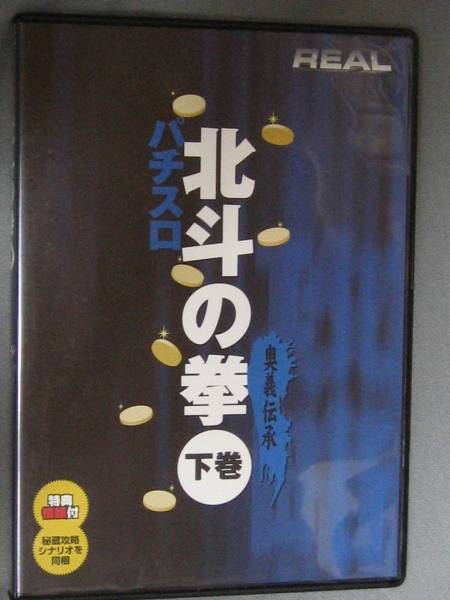 REAL
パチスロ
北斗の拳
奥義伝承
下巻
特典
付
秘蔵攻略
シナリオを
同梱